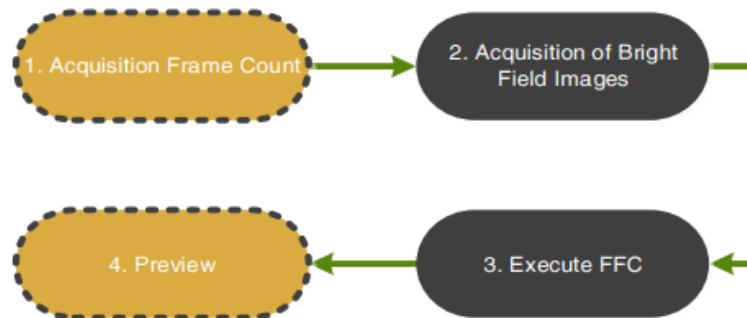 1. Acquisition Frame Count
2. Acquisition of Bright
Field Images
4. Preview
3. Execute FFC